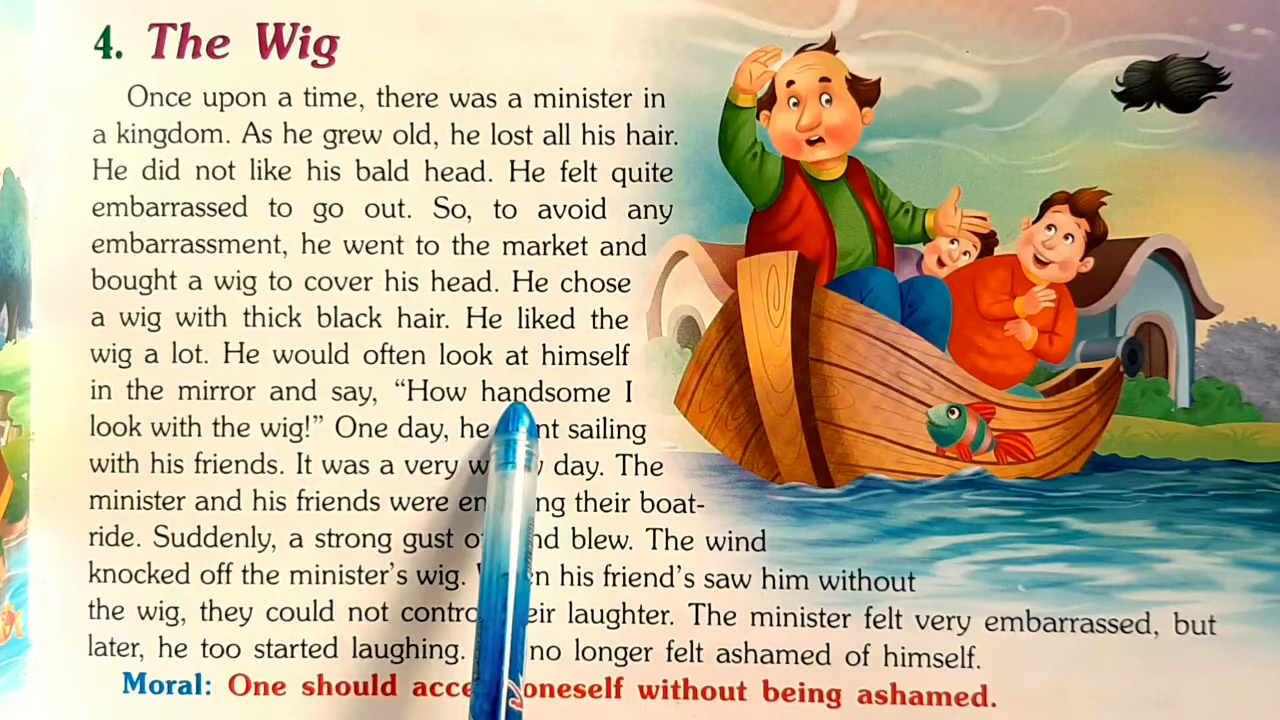 4. The Wig
Once upon a time, there was a minister in
a kingdom. As he grew old, he lost all his hair.
He did not like his bald head. He felt quite
embarrassed to go out. So, to avoid any
embarrassment, he went to the market and
bought a wig to cover his head. He chose
a wig with thick black hair. He liked the
wig a lot. He would often look at himself
in the mirror and say, “How handsome I
look with the wig!” One day, he sailing
with his friends. It was a very day. The
minister and his friends were their boat-
ride. Suddenly, a strong gust blew. The wind
knocked off the minister's wig. his friend's saw him without
the wig, they could not laughter. The minister felt very embarrassed, but
later, he too started laughing. no longer felt ashamed of himself.
Moral: One should oneself without being ashamed.